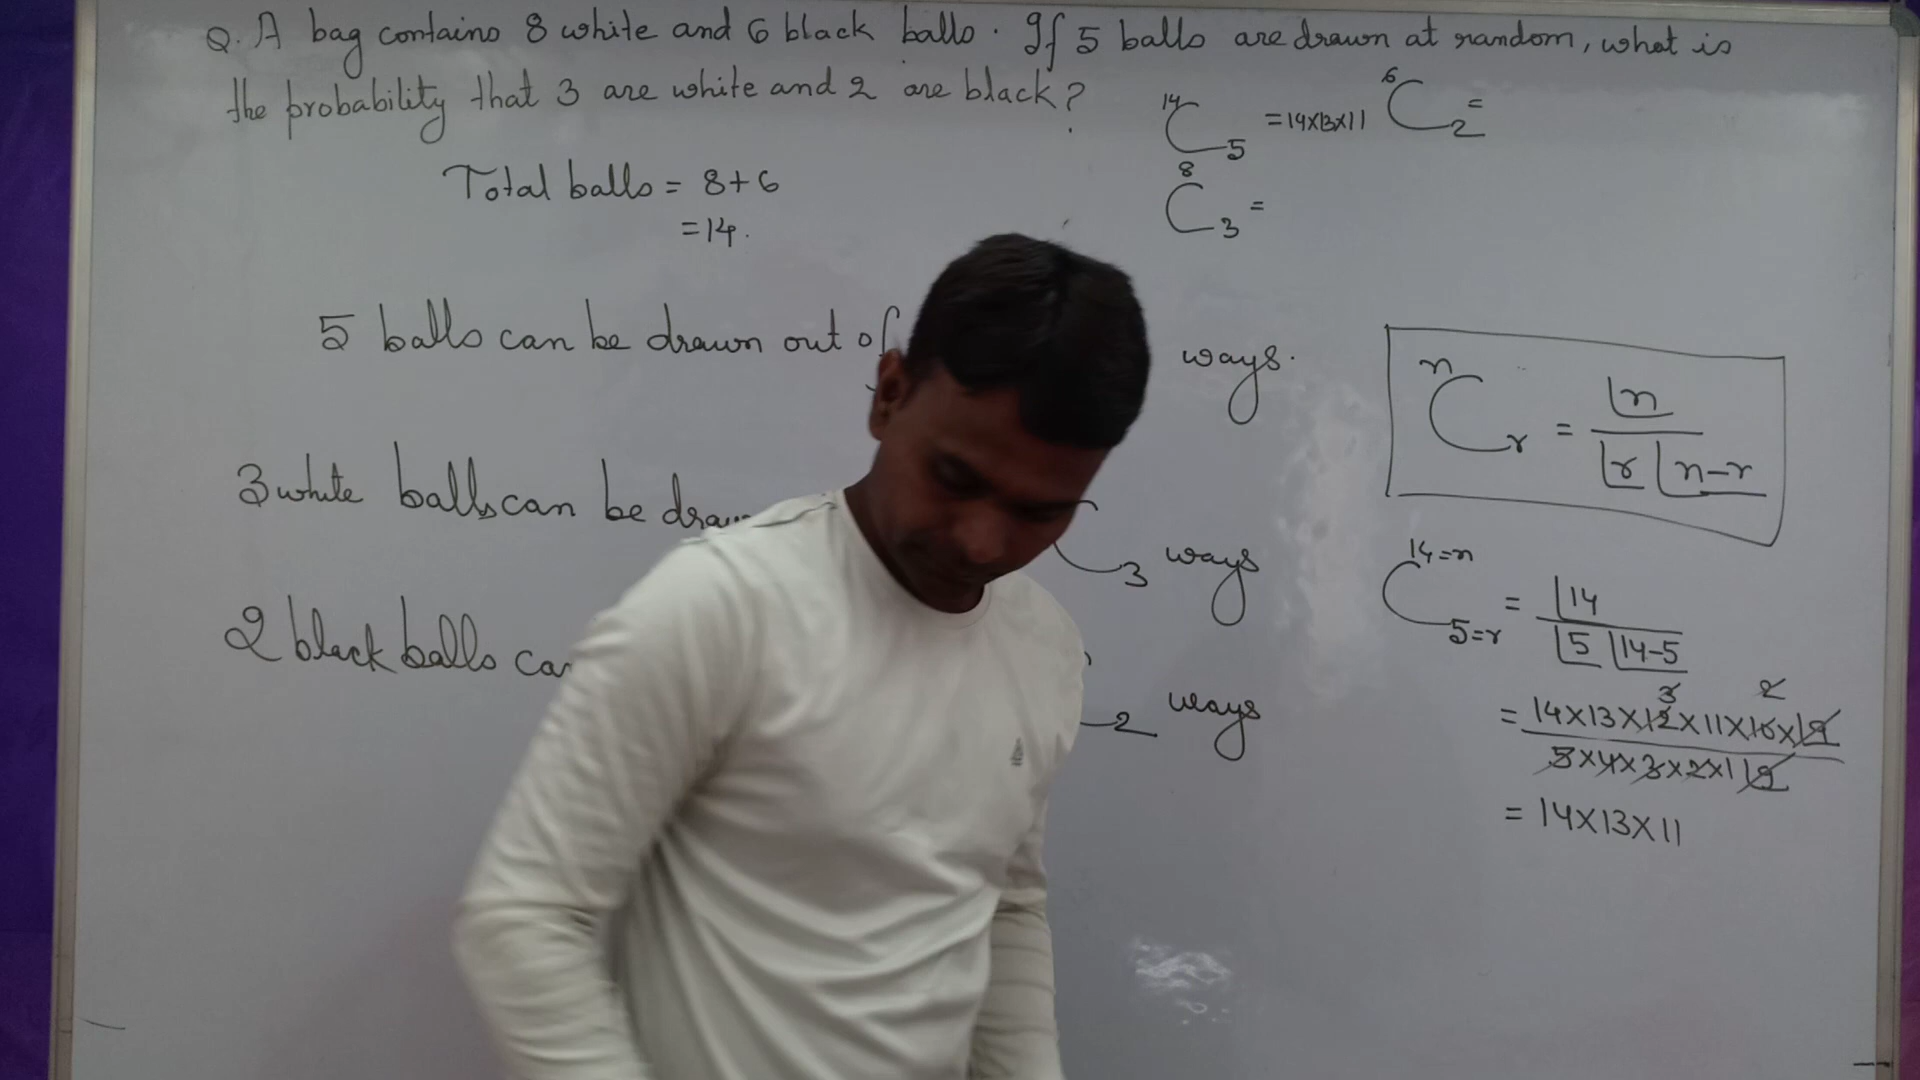 Q. A bag contains 8 white and 6 black balls. If 5 balls are drawn at random, what is
the probability that 3 are white and 2 are black?
¹⁴C₅ = 14×13×11
⁶C₂ =
⁸C₃ =
Total balls = 8+6
= 14.
5 balls can be drawn out of
ways.
3 white balls can be
C₃ ways
2 black balls
2 ways
ⁿCᵣ = ⌊n / ⌊r ⌊n-r
14=n
C = ⌊14 / ⌊5 ⌊14-5
5=r
3 2
= 14×13×12×11×10×⌊9 / 5×4×3×2×1 ⌊9
= 14×13×11